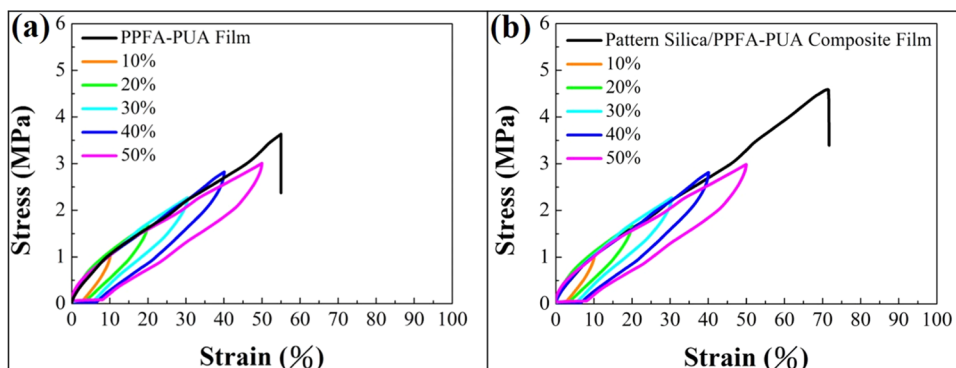 (a)
PPFA-PUA Film
10%
20%
30%
40%
50%
Stress (MPa)
6
5
4
3
2
1
0
0 10 20 30 40 50 60 70 80 90 100
Strain (%)
(b)
Pattern Silica/PPFA-PUA Composite Film
10%
20%
30%
40%
50%
Stress (MPa)
6
5
4
3
2
1
0
0 10 20 30 40 50 60 70 80 90 100
Strain (%)